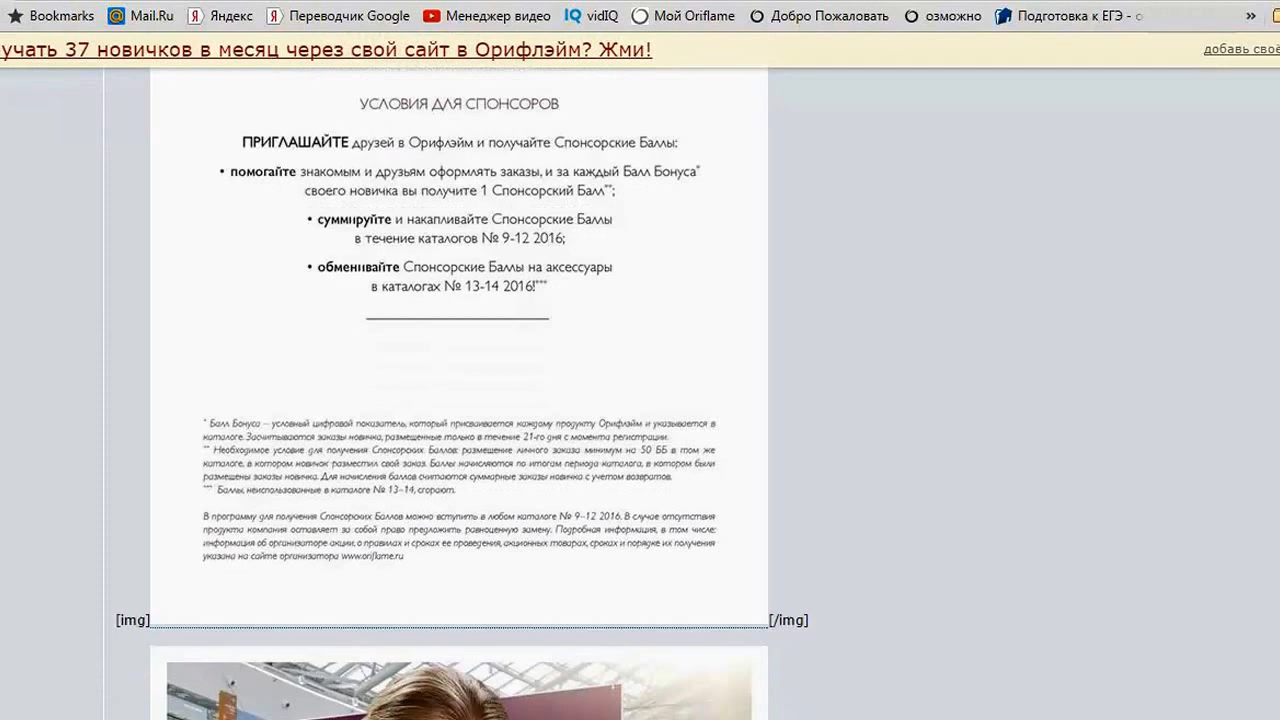 Bookmarks Mail.Ru Яндекс Переводчик Google Менеджер видео IQ vidIQ Мой Oriflame Добро Пожаловать озможно Подготовка к ЕГЭ - о »
учать 37 новичков в месяц через свой сайт в Орифлэйм? Жми! добавь своё
УСЛОВИЯ ДЛЯ СПОНСОРОВ
ПРИГЛАШАЙТЕ друзей в Орифлэйм и получайте Спонсорские Баллы:
• помогайте знакомым и друзьям оформлять заказы, и за каждый Балл Бонуса*
своего новичка вы получите 1 Спонсорский Балл**;
• суммируйте и накапливайте Спонсорские Баллы
в течение каталогов № 9-12 2016;
• обменивайте Спонсорские Баллы на аксессуары
в каталогах № 13-14 2016!***
* Балл Бонуса – условный цифровой показатель, который присваивается каждому продукту Орифлэйм и указывается в
каталоге. Засчитываются заказы новичка, размещенные только в течение 21-го дня с момента регистрации.
** Необходимое условие для получения Спонсорских Баллов: размещение личного заказа минимум на 50 ББ в том же
каталоге, в котором новичок разместил свой заказ. Баллы начисляются по итогам периода каталога, в котором были
размещены заказы новичка. Для начисления баллов считаются суммарные заказы новичка с учетом возвратов.
*** Баллы, неиспользованные в каталоге № 13–14, сгорают.
В программу для получения Спонсорских Баллов можно вступить в любом каталоге № 9–12 2016. В случае отсутствия
продукта компания оставляет за собой право предложить равноценную замену. Подробная информация, в том числе:
информация об организаторе акции, о правилах и сроках ее проведения, акционных товарах, сроках и порядке их получения
указана на сайте организатора www.oriflame.ru
[img] [/img]